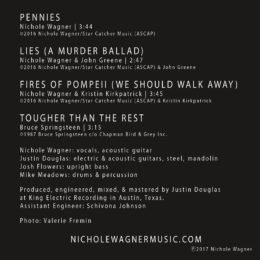 PENNIES
Nichole Wagner | 3:44
©2016 Nichole Wagner/Star Catcher Music (ASCAP)
LIES (A MURDER BALLAD)
Nichole Wagner & John Greene | 2:47
©2016 Nichole Wagner/Star Catcher Music (ASCAP) & John Greene
FIRES OF POMPEII (WE SHOULD WALK AWAY)
Nichole Wagner & Kristin Kirkpatrick | 3:45
©2016 Nichole Wagner/Star Catcher Music (ASCAP) & Kristin Kirkpatrick
TOUGHER THAN THE REST
Bruce Springsteen | 3:15
©1987 Bruce Springsteen c/o Chapman Bird & Grey Inc.
Nichole Wagner: vocals, acoustic guitar
Justin Douglas: electric & acoustic guitars, steel, mandolin
Josh Flowers: upright bass
Mike Meadows: drums & percussion
Produced, engineered, mixed, & mastered by Justin Douglas
at King Electric Recording in Austin, Texas.
Assistant Engineer: Schivona Johnson
Photo: Valerie Fremin
NICHOLEWAGNERMUSIC.COM
℗2017 Nichole Wagner